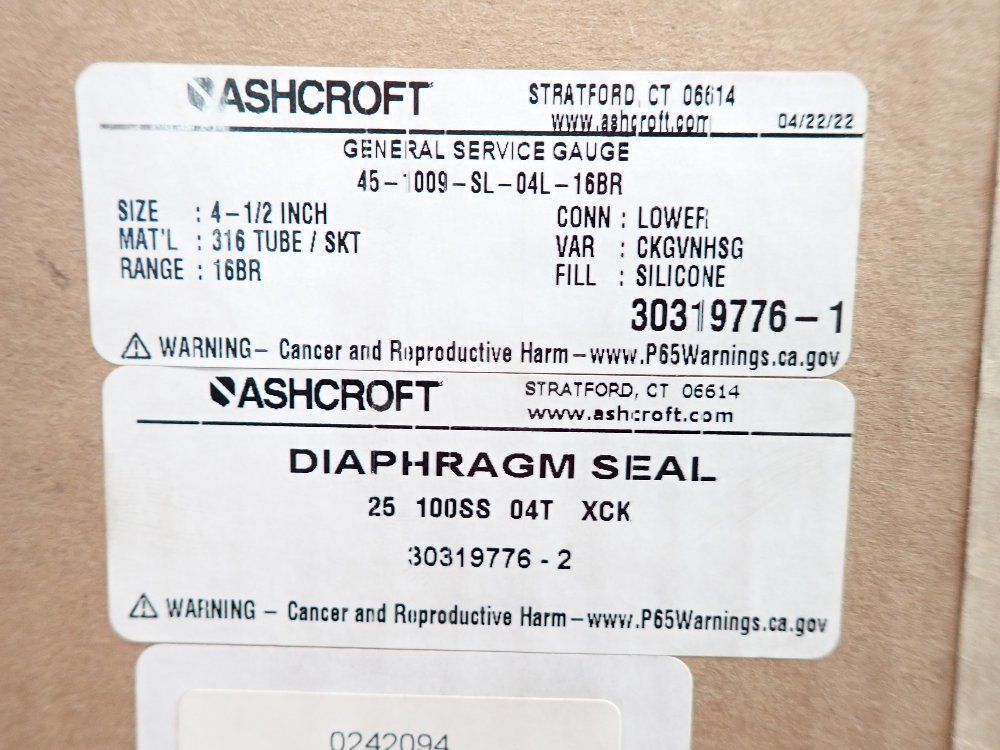 ASHCROFT STRATFORD, CT 06614
www.ashcroft.com 04/22/22
GENERAL SERVICE GAUGE
45-1009-SL-04L-16BR
SIZE : 4-1/2 INCH CONN : LOWER
MAT'L : 316 TUBE / SKT VAR : CKGVNHSG
RANGE : 16BR FILL : SILICONE
30319776-1
⚠ WARNING- Cancer and Reproductive Harm-www.P65Warnings.ca.gov
ASHCROFT STRATFORD, CT 06614
www.ashcroft.com
DIAPHRAGM SEAL
25 100SS 04T XCK
30319776-2
⚠ WARNING - Cancer and Reproductive Harm-www.P65Warnings.ca.gov
0242094